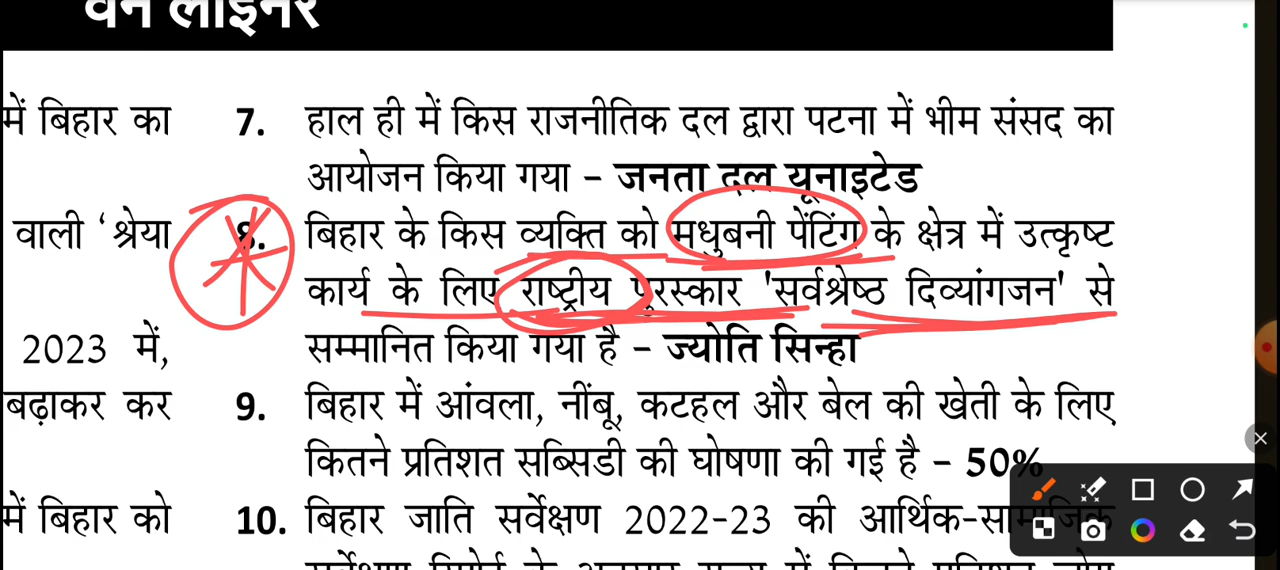 वन लाइनर
में बिहार का
वाली ‘श्रेया
2023 में,
बढ़ाकर कर
में बिहार को
7. हाल ही में किस राजनीतिक दल द्वारा पटना में भीम संसद का
आयोजन किया गया – जनता दल यूनाइटेड
8. बिहार के किस व्यक्ति को मधुबनी पेंटिंग के क्षेत्र में उत्कृष्ट
कार्य के लिए राष्ट्रीय पुरस्कार 'सर्वश्रेष्ठ दिव्यांगजन' से
सम्मानित किया गया है – ज्योति सिन्हा
9. बिहार में आंवला, नींबू, कटहल और बेल की खेती के लिए
कितने प्रतिशत सब्सिडी की घोषणा की गई है – 50%
10. बिहार जाति सर्वेक्षण 2022-23 की आर्थिक-सामाजिक